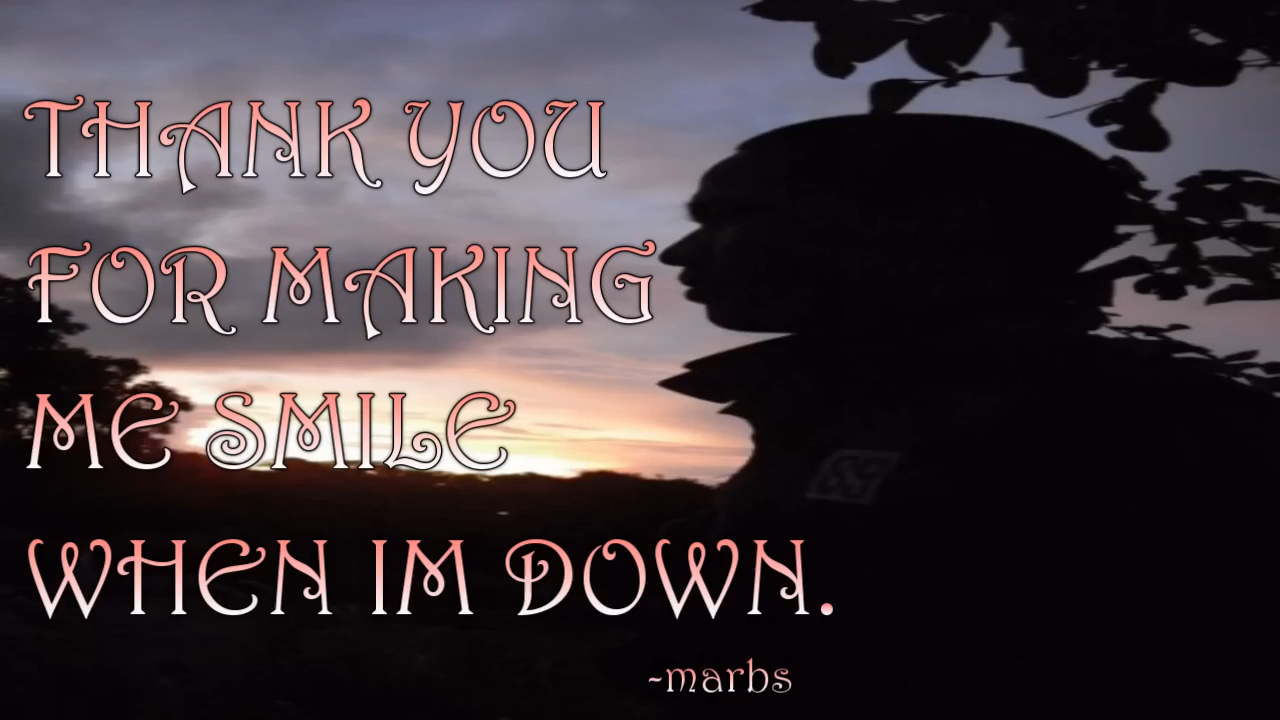 THANK YOU
FOR MAKING
ME SMILE
WHEN IM DOWN.
-marbs